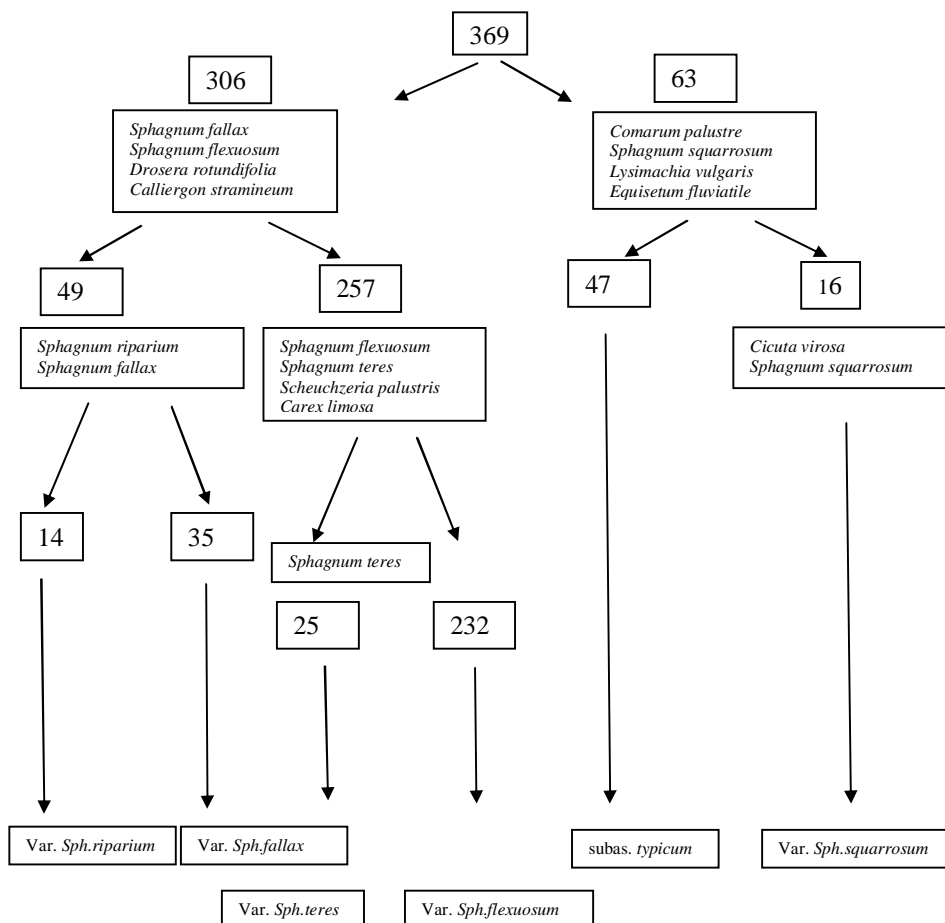 369
306
63
Sphagnum fallax
Sphagnum flexuosum
Drosera rotundifolia
Calliergon stramineum
Comarum palustre
Sphagnum squarrosum
Lysimachia vulgaris
Equisetum fluviatile
49
257
47
16
Sphagnum riparium
Sphagnum fallax
Sphagnum flexuosum
Sphagnum teres
Scheuchzeria palustris
Carex limosa
Cicuta virosa
Sphagnum squarrosum
14
35
Sphagnum teres
25
232
Var. Sph.riparium
Var. Sph.fallax
subas. typicum
Var. Sph.squarrosum
Var. Sph.teres
Var. Sph.flexuosum